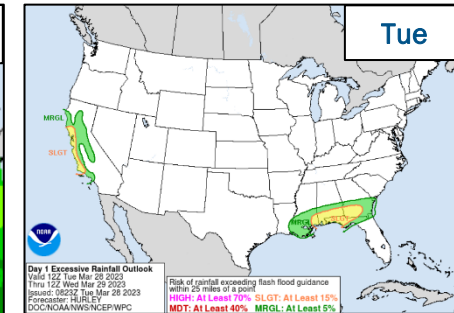 Tue
MRGL
SLGT
MRGL
SLGT
NOAA
Day 1 Excessive Rainfall Outlook
Valid 12Z Tue Mar 28 2023
Thru 12Z Wed Mar 29 2023
Issued: 0823Z Tue Mar 28 2023
Forecaster: HURLEY
DOC/NOAA/NWS/NCEP/WPC
Risk of rainfall exceeding flash flood guidance
within 25 miles of a point
HIGH: At Least 70% SLGT: At Least 15%
MDT: At Least 40% MRGL: At Least 5%